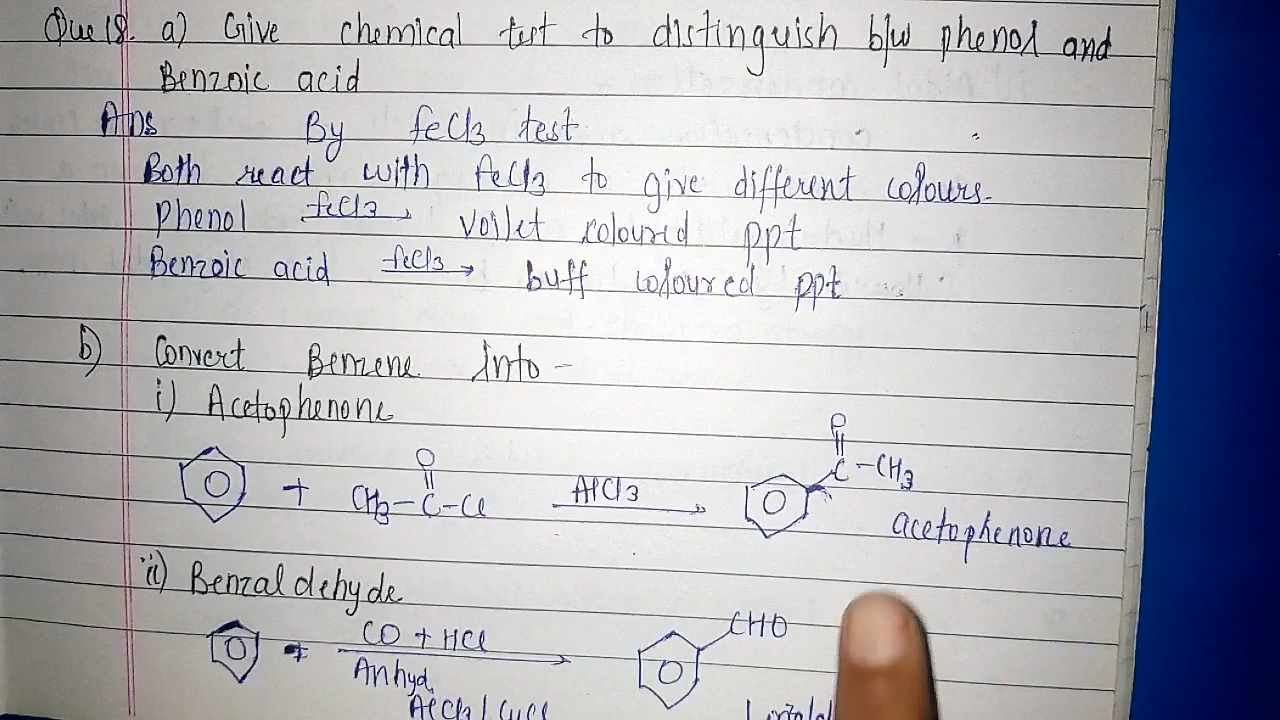 Que 18. a) Give chemical test to distinguish b/w phenol and
Benzoic acid
Ans By fecl3 test.
Both react with fecl3 to give different colours.
Phenol fecl3 → voilet coloured ppt
Benzoic acid fecl3 → buff coloured ppt
b) Convert Benzene into -
i) Acetophenone
O
O
+ CH3-C-Cl AlCl3 → C-CH3
acetophenone
ii) Benzaldehyde
+ CO + HCl → CHO
Anhyd.
AlCl3 / CuCl